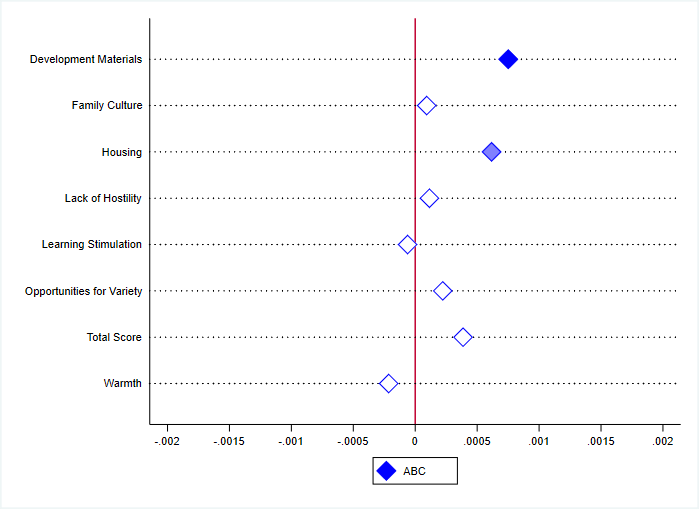 Development Materials
Family Culture
Housing
Lack of Hostility
Learning Stimulation
Opportunities for Variety
Total Score
Warmth
-.002 -.0015 -.001 -.0005 0 .0005 .001 .0015 .002
ABC